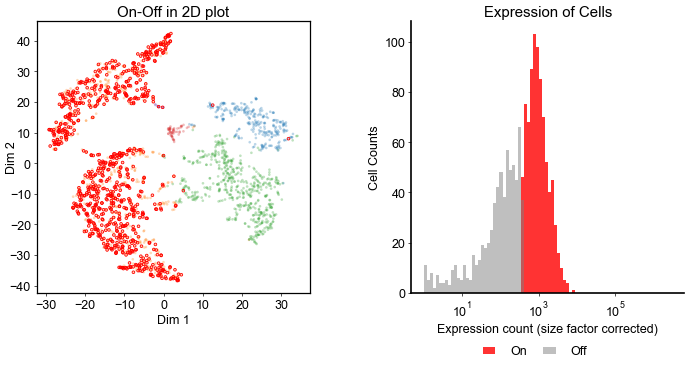 On-Off in 2D plot
Dim 2
40
30
20
10
0
−10
−20
−30
−40
−30 −20 −10 0 10 20 30
Dim 1
Expression of Cells
Cell Counts
100
80
60
40
20
0
10^1 10^3 10^5
Expression count (size factor corrected)
On Off